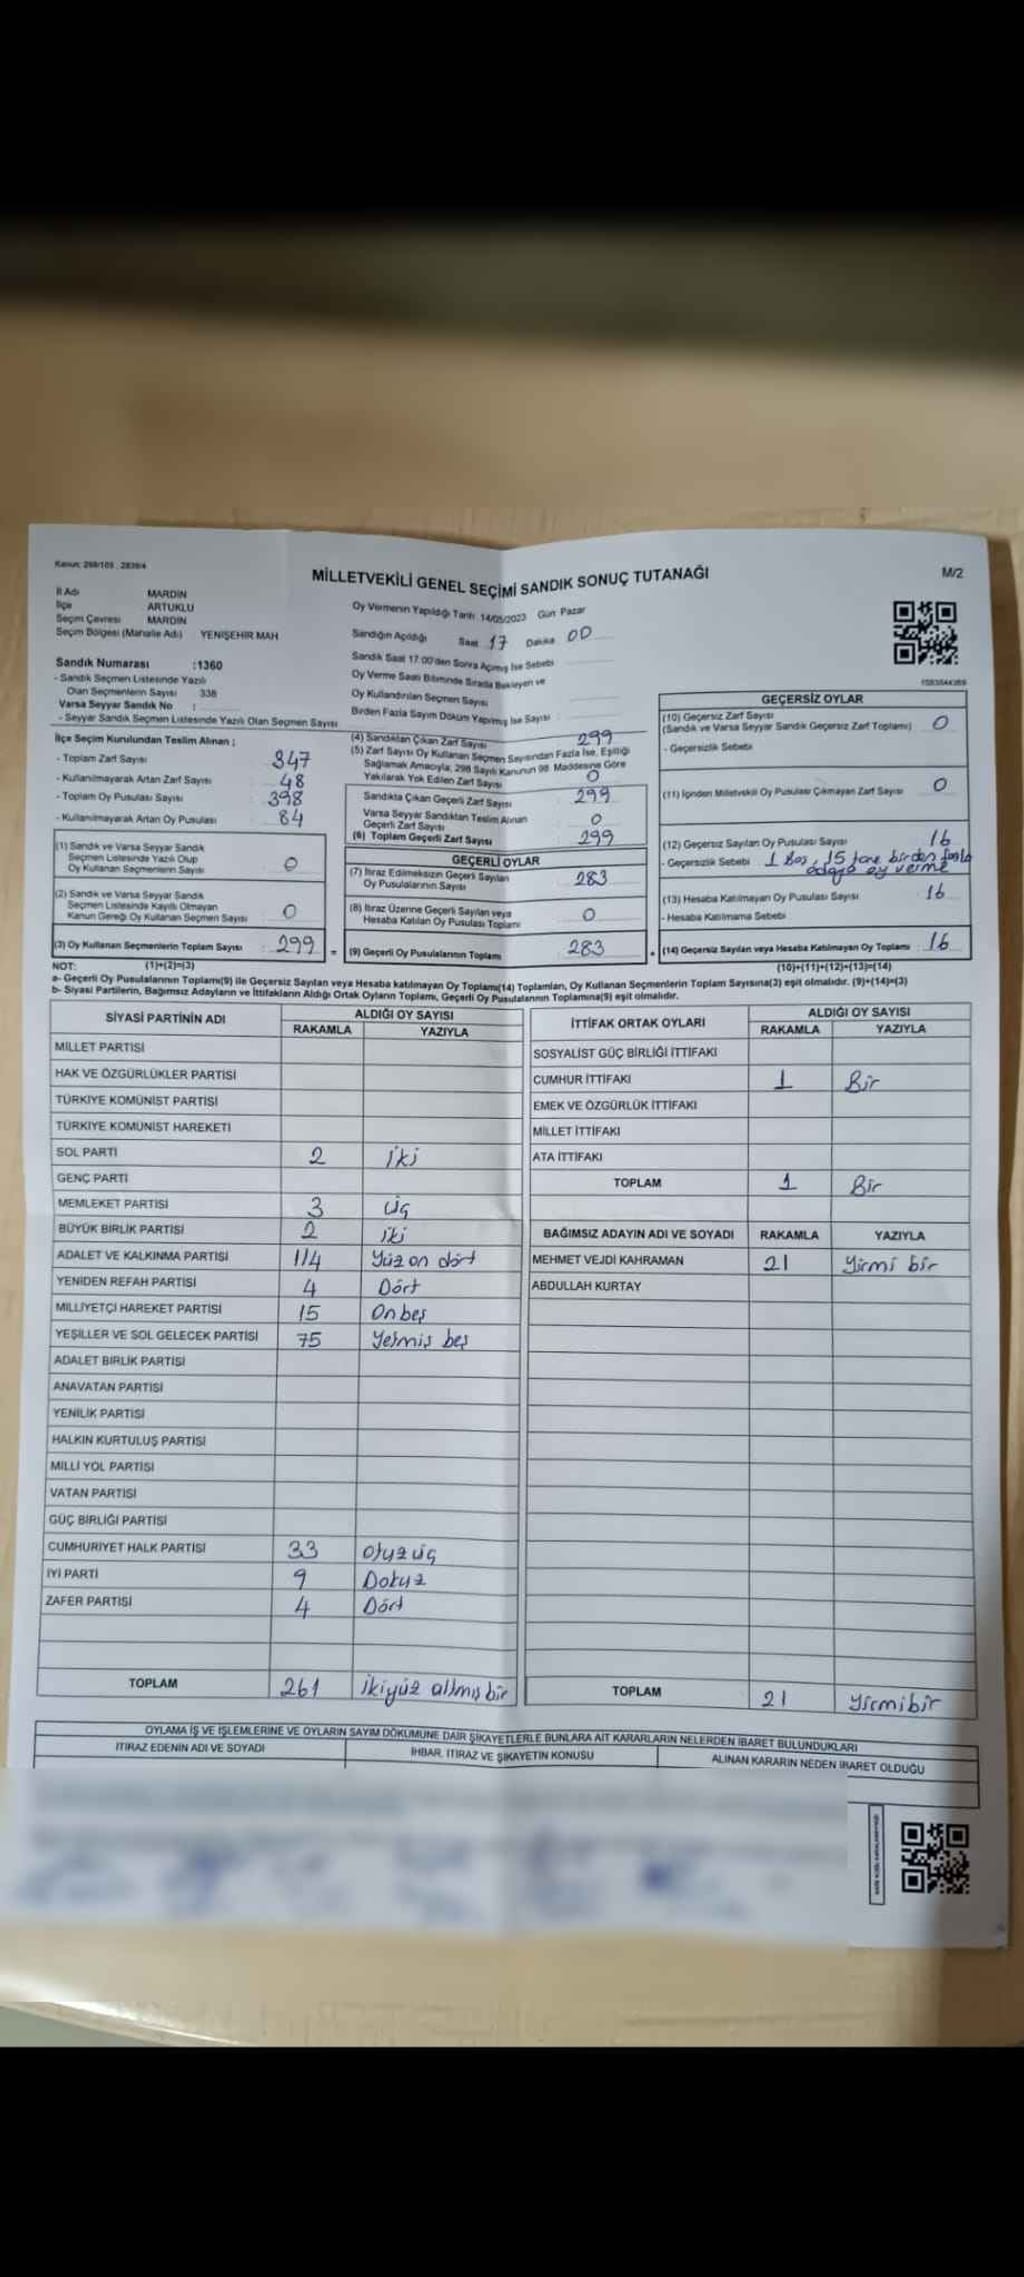 Kanun: 298/105 , 2839/4
MİLLETVEKİLİ GENEL SEÇİMİ SANDIK SONUÇ TUTANAĞI
M/2
İl Adı MARDİN
İlçe ARTUKLU
Seçim Çevresi MARDİN
Seçim Bölgesi (Mahalle Adı) YENİŞEHİR MAH
Sandık Numarası :1360
- Sandık Seçmen Listesinde Yazılı
Olan Seçmenlerin Sayısı 338
Varsa Seyyar Sandık No :
- Seyyar Sandık Seçmen Listesinde Yazılı Olan Seçmen Sayısı
Oy Vermenin Yapıldığı Tarih 14/05/2023 Gün Pazar
Sandığın Açıldığı Saat 17 Dakika 00
Sandık Saat 17:00'den Sonra Açımış İse Sebebi
Oy Verme Saati Bitiminde Sırada Bekleyen ve
Oy Kullandırılan Seçmen Sayısı
Birden Fazla Sayım Döküm Yapılmış İse Sayısı
İlçe Seçim Kurulundan Teslim Alınan ;
- Toplam Zarf Sayısı 347
- Kullanılmayarak Artan Zarf Sayısı 48
- Toplam Oy Pusulası Sayısı 398
- Kullanılmayarak Artan Oy Pusulası 84
(1) Sandık ve Varsa Seyyar Sandık
Seçmen Listesinde Yazılı Olup
Oy Kullanan Seçmenlerin Sayısı 0
(2) Sandık ve Varsa Seyyar Sandık
Seçmen Listesinde Kayıtlı Olmayan
Kanun Gereği Oy Kullanan Seçmen Sayısı 0
(3) Oy Kullanan Seçmenlerin Toplam Sayısı 299
(4) Sandıktan Çıkan Zarf Sayısı 299
(5) Zarf Sayısı Oy Kullanan Seçmen Sayısından Fazla İse, Eşitliği
Sağlamak Amacıyla, 298 Sayılı Kanunun 98. Maddesine Göre
Yakılarak Yok Edilen Zarf Sayısı 0
Sandıkta Çıkan Geçerli Zarf Sayısı 299
Varsa Seyyar Sandıktan Teslim Alınan
Geçerli Zarf Sayısı 0
(6) Toplam Geçerli Zarf Sayısı 299
GEÇERLİ OYLAR
(7) İtiraz Edilmeksizin Geçerli Sayılan
Oy Pusulalarının Sayısı 283
(8) İtiraz Üzerine Geçerli Sayılan veya
Hesaba Katılan Oy Pusulası Toplamı 0
= (9) Geçerli Oy Pusulalarının Toplamı 283
GEÇERSİZ OYLAR
(10) Geçersiz Zarf Sayısı
(Sandık ve Varsa Seyyar Sandık Geçersiz Zarf Toplamı) 0
- Geçersizlik Sebebi
(11) İçinden Milletvekili Oy Pusulası Çıkmayan Zarf Sayısı 0
(12) Geçersiz Sayılan Oy Pusulası Sayısı 16
- Geçersizlik Sebebi 1 Boş, 15 tane birden fazla
adaya oy verme
(13) Hesaba Katılmayan Oy Pusulası Sayısı 16
- Hesaba Katılmama Sebebi
+ (14) Geçersiz Sayılan veya Hesaba Katılmayan Oy Toplamı 16
NOT: (1)+(2)=(3)
(10)+(11)+(12)+(13)=(14)
a- Geçerli Oy Pusulalarının Toplamı(9) ile Geçersiz Sayılan veya Hesaba katılmayan Oy Toplamı(14) Toplamları, Oy Kullanan Seçmenlerin Toplam Sayısına(3) eşit olmalıdır. (9)+(14)=(3)
b- Siyasi Partilerin, Bağımsız Adayların ve İttifakların Aldığı Ortak Oyların Toplamı, Geçerli Oy Pusulalarının Toplamına(9) eşit olmalıdır.
SİYASİ PARTİNİN ADI ALDIĞI OY SAYISI
RAKAMLA YAZIYLA
MİLLET PARTİSİ
HAK VE ÖZGÜRLÜKLER PARTİSİ
TÜRKİYE KOMÜNİST PARTİSİ
TÜRKİYE KOMÜNİST HAREKETİ
SOL PARTİ 2 iki
GENÇ PARTİ
MEMLEKET PARTİSİ 3 üç
BÜYÜK BİRLİK PARTİSİ 2 iki
ADALET VE KALKINMA PARTİSİ 114 Yüz on dört
YENİDEN REFAH PARTİSİ 4 Dört
MİLLİYETÇİ HAREKET PARTİSİ 15 On beş
YEŞİLLER VE SOL GELECEK PARTİSİ 75 Yetmiş beş
ADALET BİRLİK PARTİSİ
ANAVATAN PARTİSİ
YENİLİK PARTİSİ
HALKIN KURTULUŞ PARTİSİ
MİLLİ YOL PARTİSİ
VATAN PARTİSİ
GÜÇ BİRLİĞİ PARTİSİ
CUMHURİYET HALK PARTİSİ 33 otuz üç
İYİ PARTİ 9 Dokuz
ZAFER PARTİSİ 4 Dört
TOPLAM 261 İkiyüz altmış bir
İTTİFAK ORTAK OYLARI ALDIĞI OY SAYISI
RAKAMLA YAZIYLA
SOSYALİST GÜÇ BİRLİĞİ İTTİFAKI
CUMHUR İTTİFAKI 1 Bir
EMEK VE ÖZGÜRLÜK İTTİFAKI
MİLLET İTTİFAKI
ATA İTTİFAKI
TOPLAM 1 Bir
BAĞIMSIZ ADAYIN ADI VE SOYADI RAKAMLA YAZIYLA
MEHMET VEJDİ KAHRAMAN 21 Yirmi bir
ABDULLAH KURTAY
TOPLAM 21 Yirmibir
OYLAMA İŞ VE İŞLEMLERİNE VE OYLARIN SAYIM DÖKÜMÜNE DAİR ŞİKAYETLERLE BUNLARA AİT KARARLARIN NELERDEN İBARET BULUNDUKLARI
İTİRAZ EDENİN ADI VE SOYADI İHBAR, İTİRAZ VE ŞİKAYETİN KONUSU ALINAN KARARIN NEDEN İBARET OLDUĞU